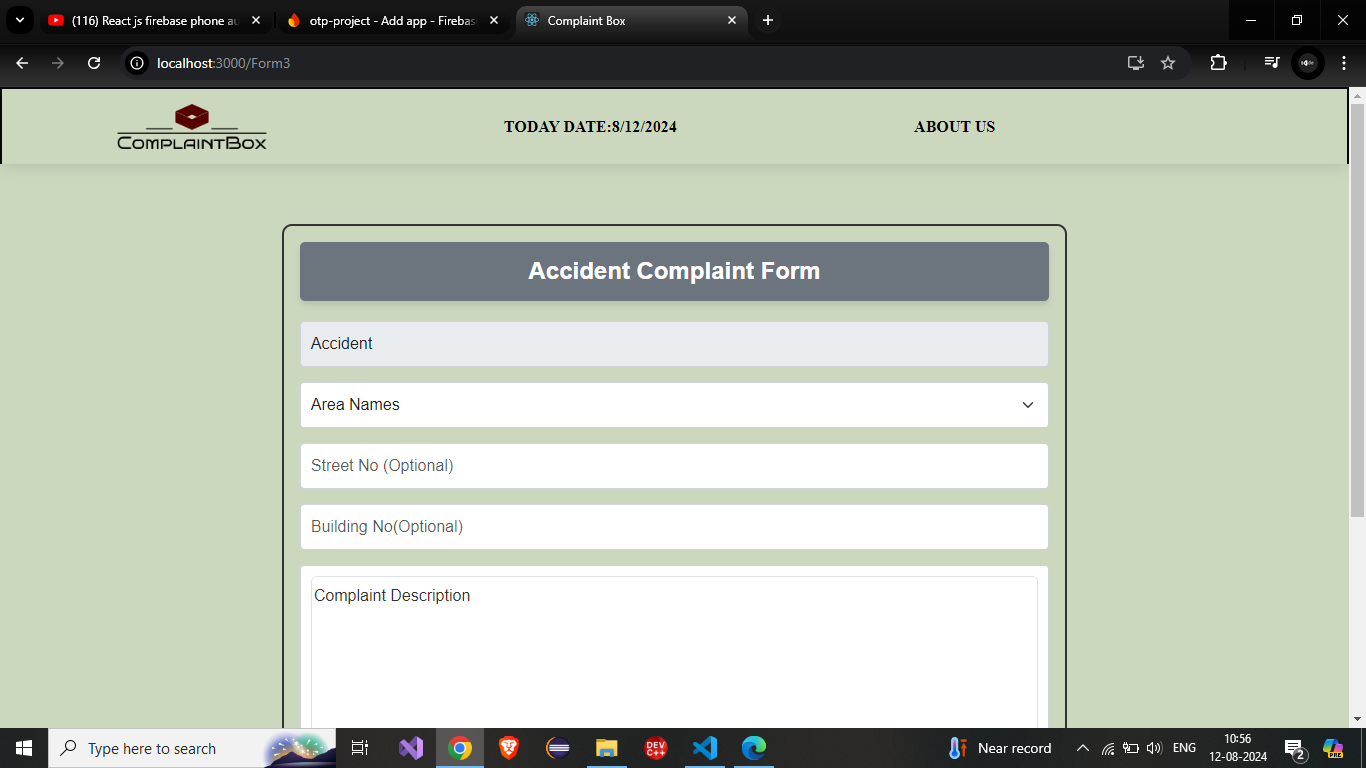 (116) React js firebase phone au
otp-project - Add app - Firebas
Complaint Box
localhost:3000/Form3
COMPLAINTBOX
TODAY DATE:8/12/2024
ABOUT US
Accident Complaint Form
Accident
Area Names
Street No (Optional)
Building No(Optional)
Complaint Description
Type here to search
DEV
C++
Near record
ENG
10:56
12-08-2024
2
PRE